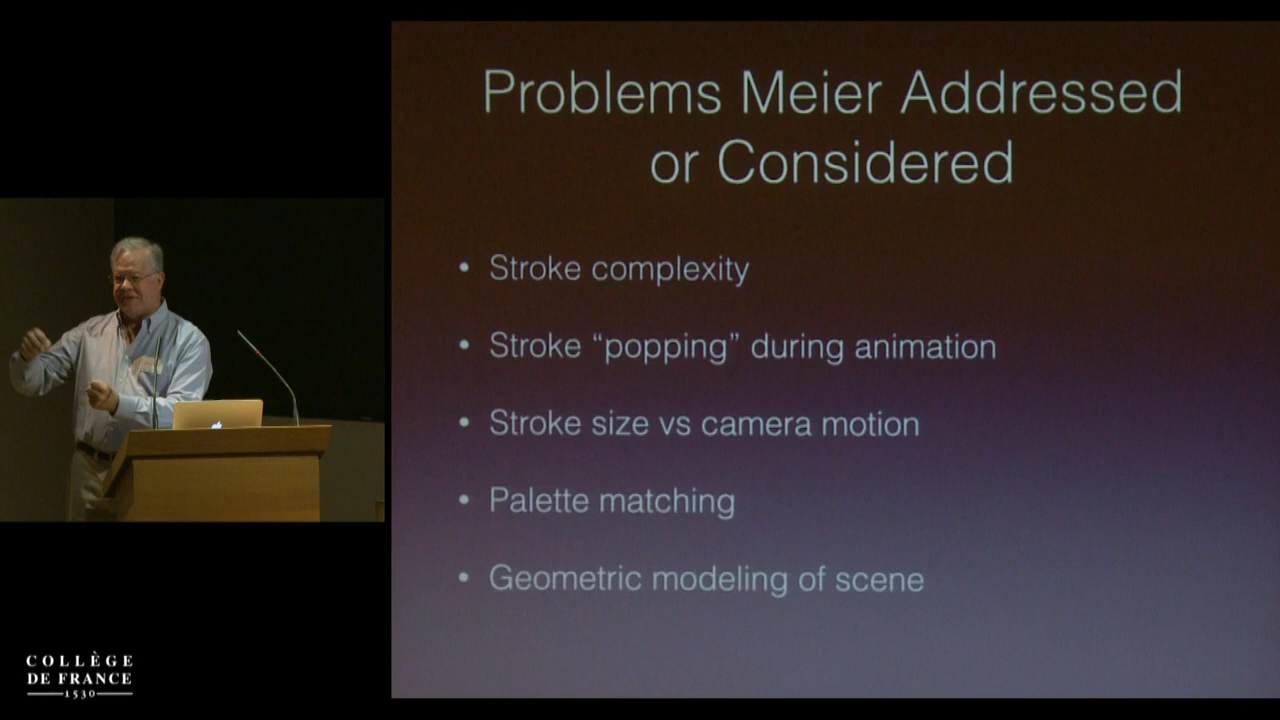 Problems Meier Addressed
or Considered
• Stroke complexity
• Stroke “popping” during animation
• Stroke size vs camera motion
• Palette matching
• Geometric modeling of scene
COLLÈGE
DE FRANCE
1530